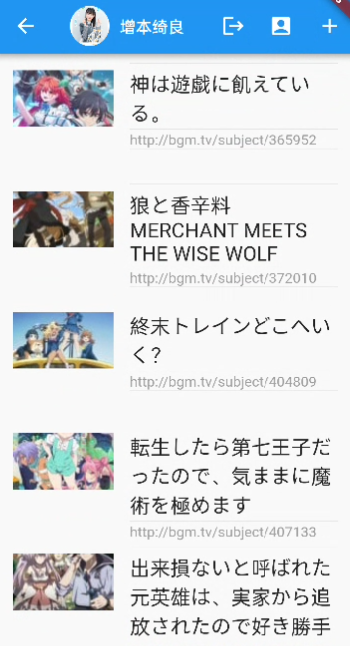 増本绮良
神は遊戯に飢えてい
る。
http://bgm.tv/subject/365952
狼と香辛料
MERCHANT MEETS
THE WISE WOLF
http://bgm.tv/subject/372010
終末トレインどこへい
く？
http://bgm.tv/subject/404809
転生したら第七王子だ
ったので、気ままに魔
術を極めます
http://bgm.tv/subject/407133
出来損ないと呼ばれた
元英雄は、実家から追
放されたので好き勝手